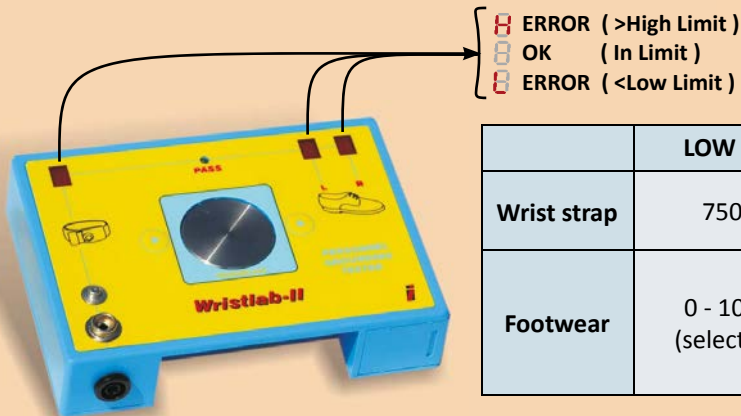 ERROR ( >High Limit )
OK ( In Limit )
ERROR ( <Low Limit )
PASS
L R
Wristlab-II
i
LOW
Wrist strap 750
Footwear
0 - 10
(select